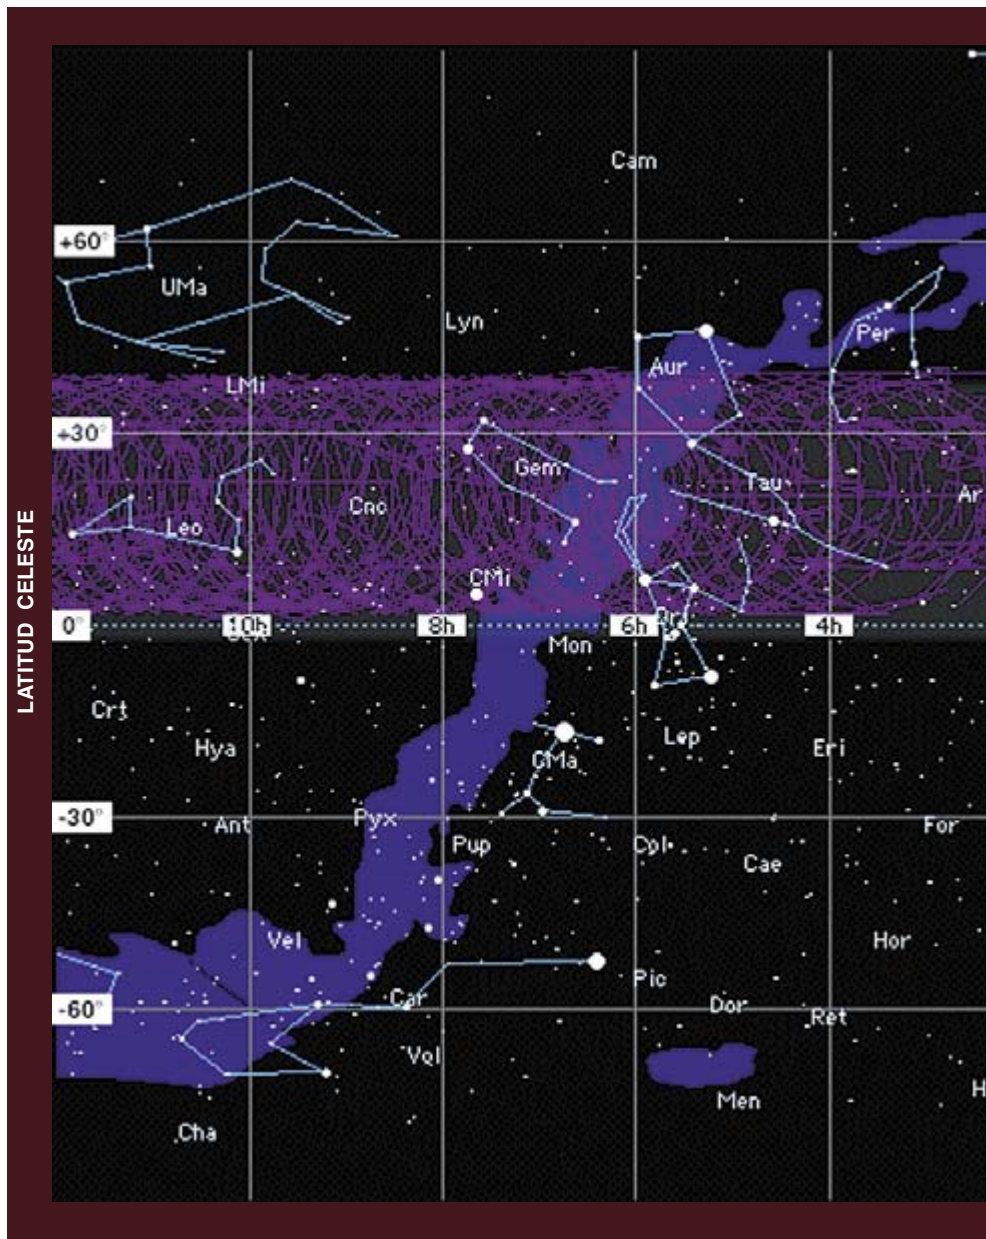 LATITUD CELESTE
Cam
+60°
UMa
Lyn
Per
Aur
LMi
+30°
Gem
Tau
Cnc
Ar
Leo
CMi
0°
10h
8h
6h
4h
Mon
Crt
Lep
Hya
Eri
CMa
-30°
Pyx
Ant
For
Pup
Col
Cae
Vel
Hor
Pic
Car
Dor
-60°
Ret
Vol
Men
H
Cha